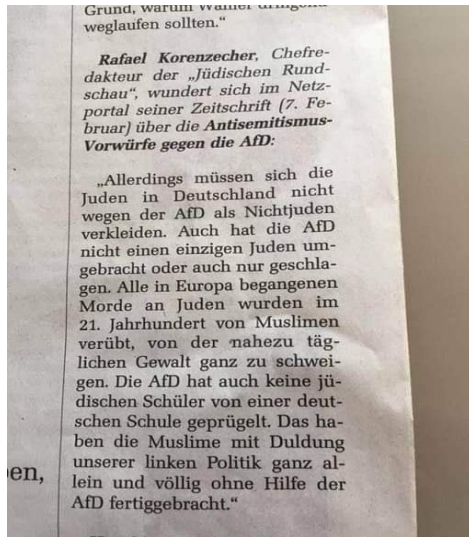 Grund, warum Wähler dringend
weglaufen sollten.“
Rafael Korenzecher, Chefre-
dakteur der „Jüdischen Rund-
schau“, wundert sich im Netz-
portal seiner Zeitschrift (7. Fe-
bruar) über die Antisemitismus-
Vorwürfe gegen die AfD:
„Allerdings müssen sich die
Juden in Deutschland nicht
wegen der AfD als Nichtjuden
verkleiden. Auch hat die AfD
nicht einen einzigen Juden um-
gebracht oder auch nur geschla-
gen. Alle in Europa begangenen
Morde an Juden wurden im
21. Jahrhundert von Muslimen
verübt, von der nahezu täg-
lichen Gewalt ganz zu schwei-
gen. Die AfD hat auch keine jü-
dischen Schüler von einer deut-
schen Schule geprügelt. Das ha-
ben die Muslime mit Duldung
unserer linken Politik ganz al-
lein und völlig ohne Hilfe der
AfD fertiggebracht.“
en,